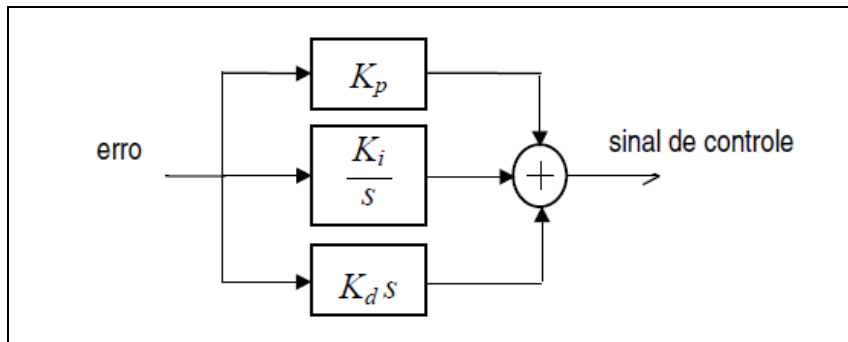 K_p
erro
K_i
s
sinal de controle
+
K_d s